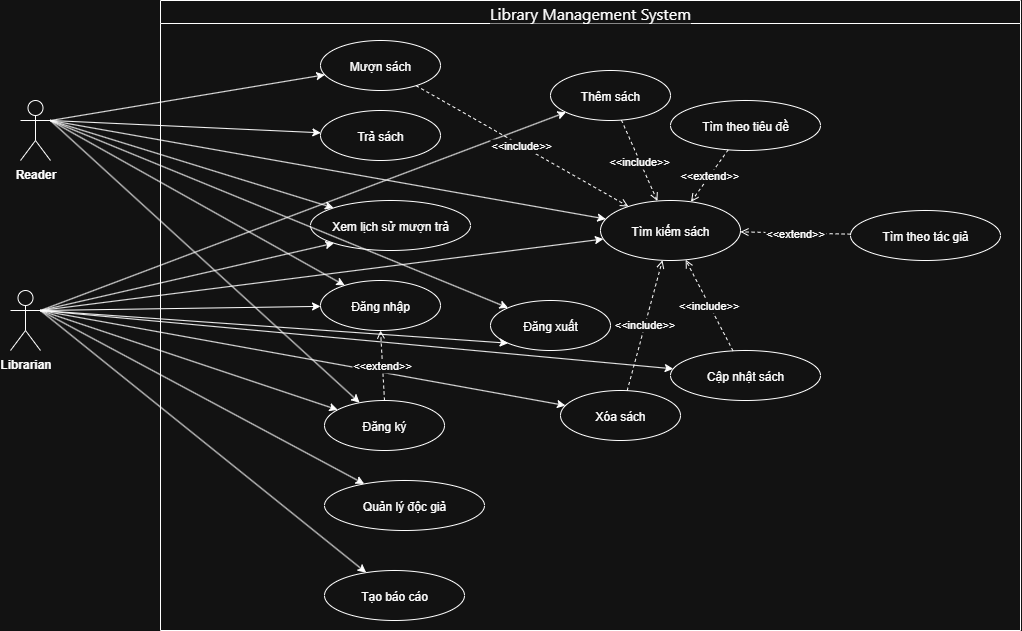 Library Management System
Mượn sách
Thêm sách
Tìm theo tiêu đề
Trả sách
<<include>>
<<include>>
<<extend>>
Reader
Xem lịch sử mượn trả
Tìm kiếm sách
<<extend>>
Tìm theo tác giả
Đăng nhập
<<include>>
Đăng xuất
<<include>>
Librarian
<<extend>>
Cập nhật sách
Xóa sách
Đăng ký
Quản lý độc giả
Tạo báo cáo